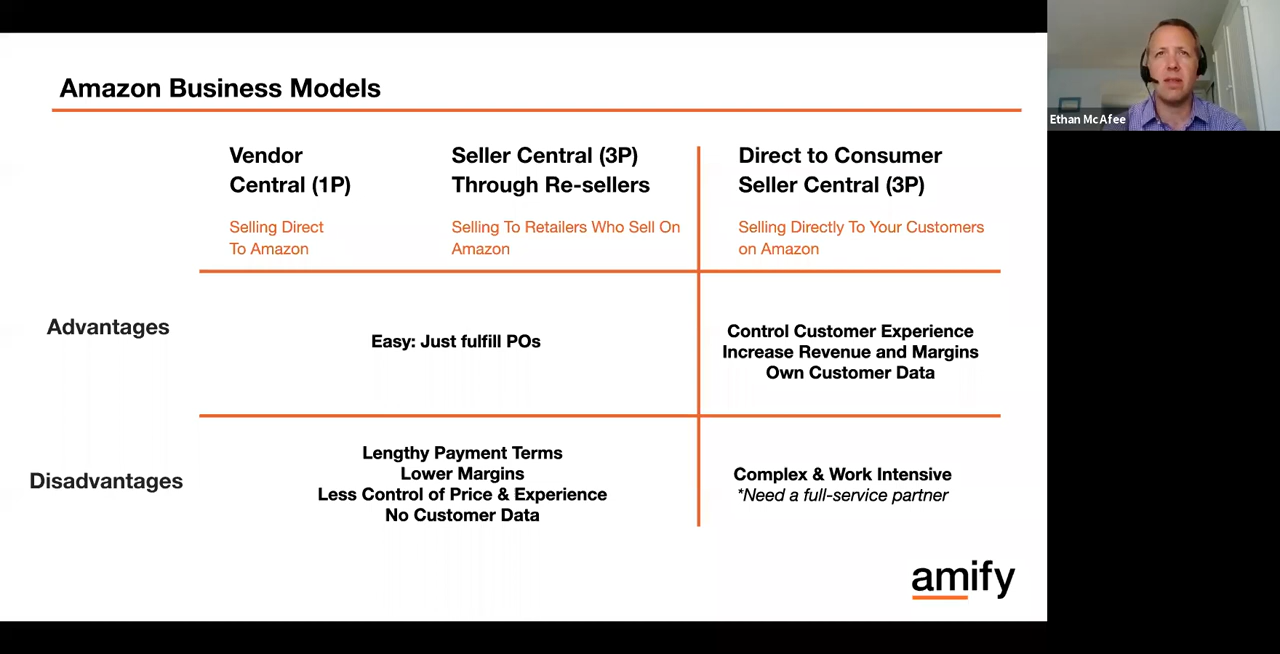 Amazon Business Models
Vendor
Central (1P)
Selling Direct
To Amazon
Seller Central (3P)
Through Re-sellers
Selling To Retailers Who Sell On
Amazon
Direct to Consumer
Seller Central (3P)
Selling Directly To Your Customers
on Amazon
Advantages
Easy: Just fulfill POs
Control Customer Experience
Increase Revenue and Margins
Own Customer Data
Disadvantages
Lengthy Payment Terms
Lower Margins
Less Control of Price & Experience
No Customer Data
Complex & Work Intensive
*Need a full-service partner
amify
Ethan McAfee